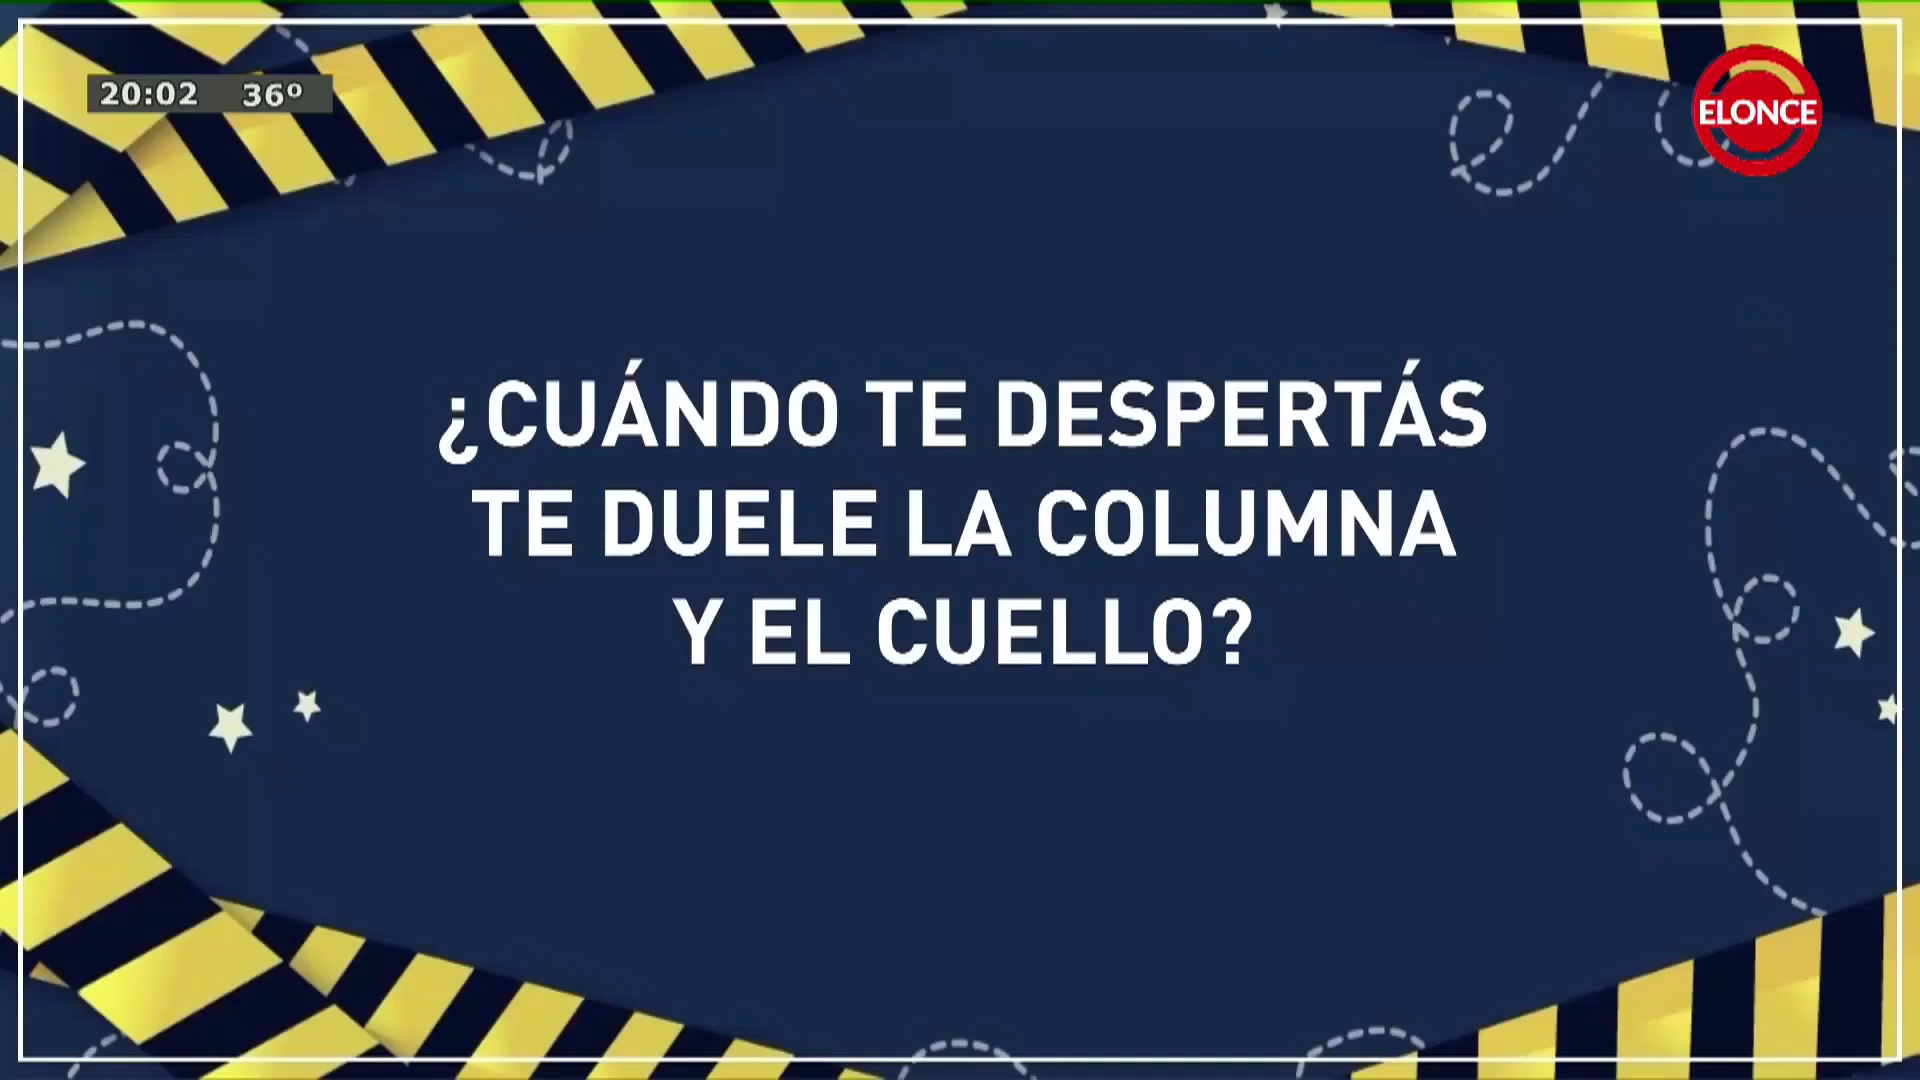 20:02 36º
ELONCE
¿CUÁNDO TE DESPERTÁS
TE DUELE LA COLUMNA
Y EL CUELLO?